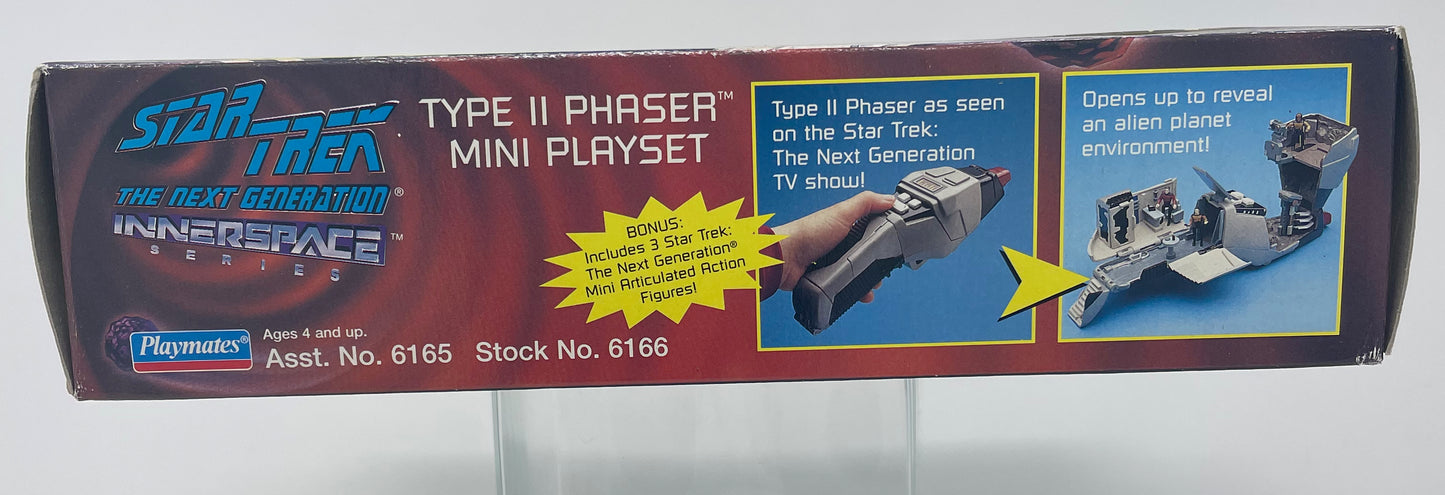 STAR
TREK
THE NEXT GENERATION®
INNERSPACE™
SERIES
TYPE II PHASER™
MINI PLAYSET
BONUS:
Includes 3 Star Trek:
The Next Generation®
Mini Articulated Action
Figures!
Playmates®
Ages 4 and up.
Asst. No. 6165 Stock No. 6166
Type II Phaser as seen
on the Star Trek:
The Next Generation
TV show!
Opens up to reveal
an alien planet
environment!